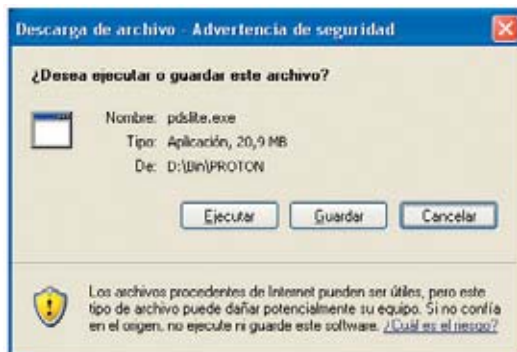 Descarga de archivo - Advertencia de seguridad
¿Desea ejecutar o guardar este archivo?
Nombre: pdslite.exe
Tipo: Aplicación, 20,9 MB
De: D:\Bin\PROTON
Ejecutar Guardar Cancelar
Los archivos procedentes de Internet pueden ser útiles, pero este
tipo de archivo puede dañar potencialmente su equipo. Si no confía
en el origen, no ejecute ni guarde este software. ¿Cuál es el riesgo?